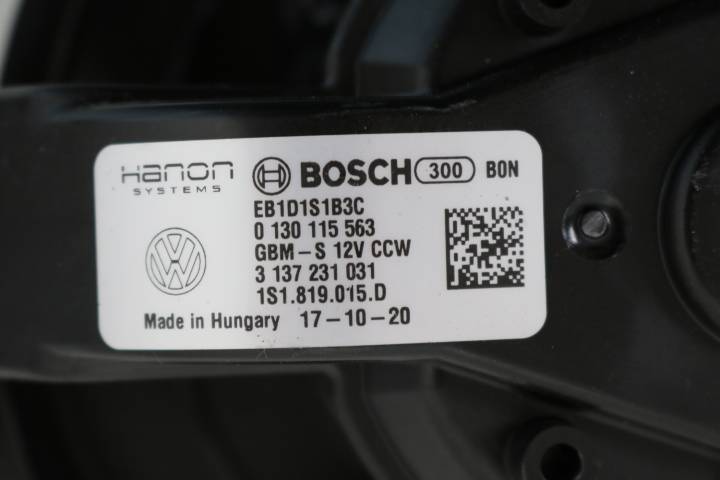 Hanon SYSTEMS
BOSCH 300 BON
EB1D1S1B3C
0 130 115 563
GBM-S 12V CCW
3 137 231 031
1S1.819.015.D
Made in Hungary 17-10-20